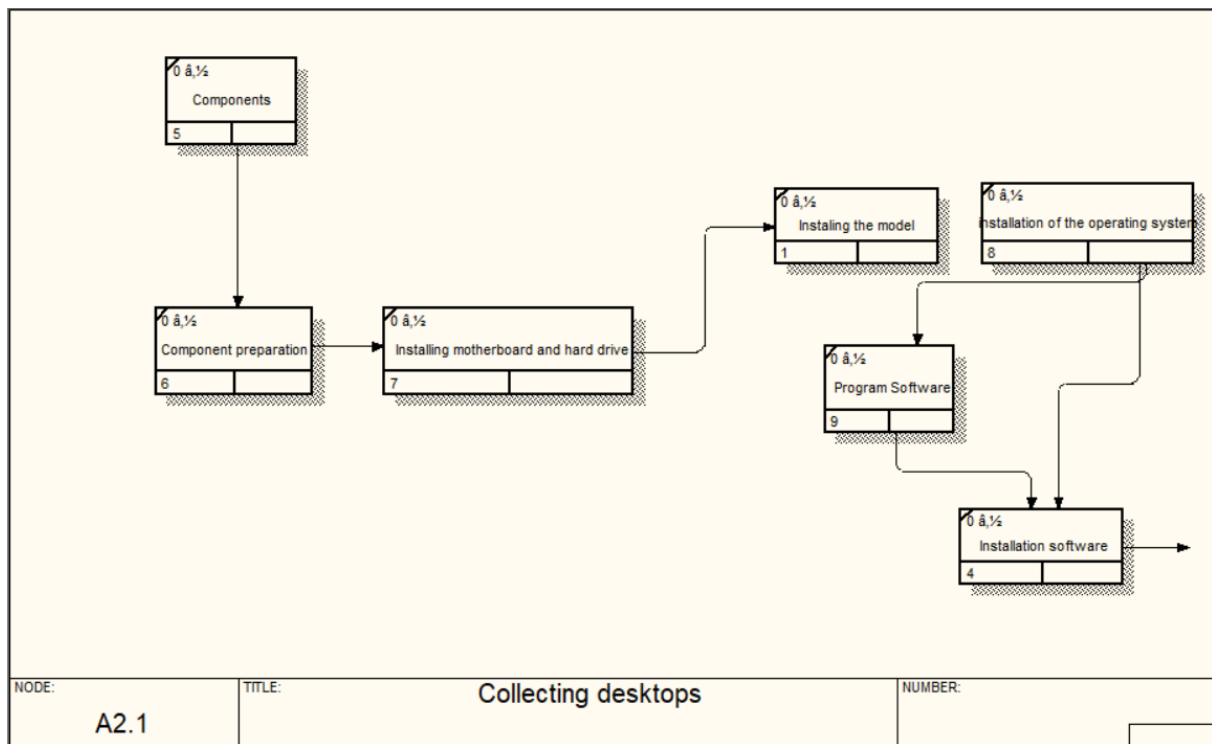 0 â,½
Components
5
0 â,½
Instaling the model
1
0 â,½
installation of the operating system
8
0 â,½
Component preparation
6
0 â,½
Installing motherboard and hard drive
7
0 â,½
Program Software
9
0 â,½
Installation software
4
NODE:
A2.1
TITLE:
Collecting desktops
NUMBER: